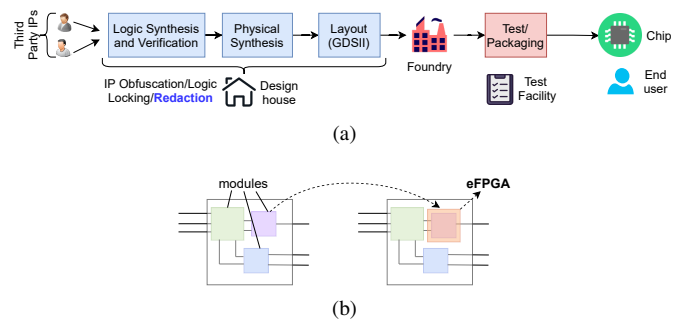 Third
Party IPs
Logic Synthesis
and Verification
Physical
Synthesis
Layout
(GDSII)
Foundry
Test/
Packaging
Chip
IP Obfuscation/Logic
Locking/Redaction
Design
house
Test
Facility
End
user
(a)
modules
eFPGA
(b)